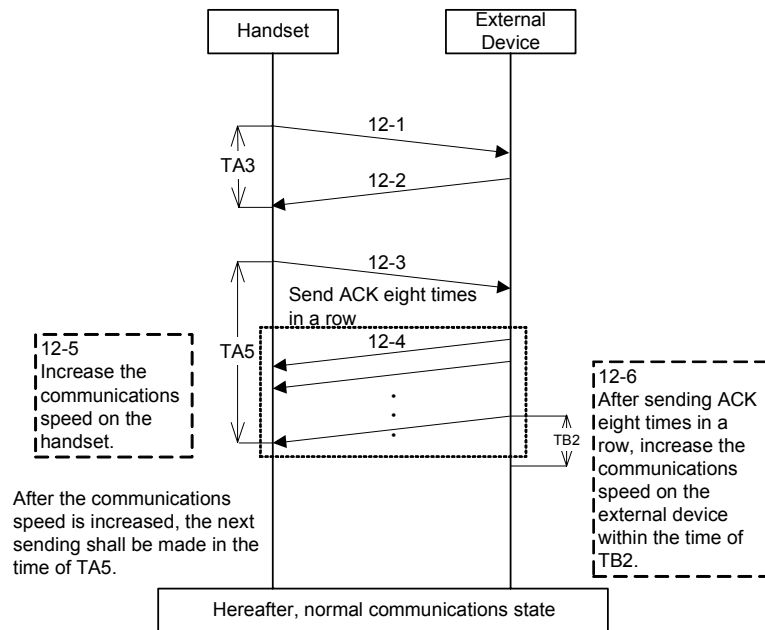 Handset
External
Device
12-1
TA3
12-2
12-3
Send ACK eight times
in a row
TA5
12-4
12-5
Increase the
communications
speed on the
handset.
12-6
After sending ACK
eight times in a
row, increase the
communications
speed on the
external device
within the time of
TB2.
TB2
After the communications
speed is increased, the next
sending shall be made in the
time of TA5.
Hereafter, normal communications state